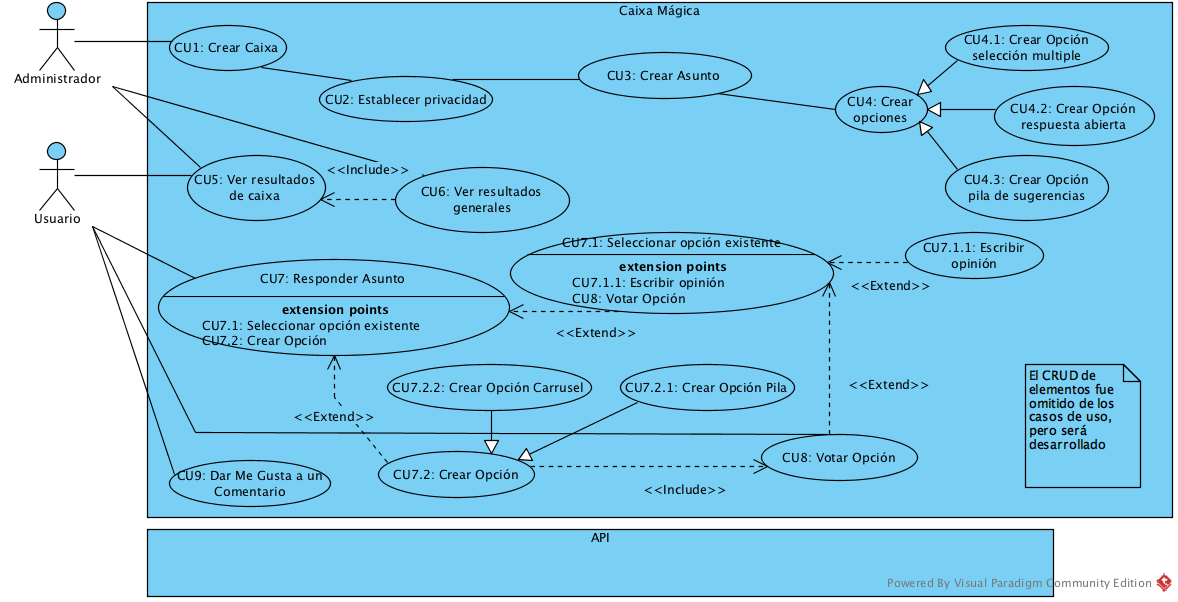 Caixa Mágica
Administrador
Usuario
CU1: Crear Caixa
CU2: Establecer privacidad
CU3: Crear Asunto
CU4: Crear
opciones
CU4.1: Crear Opción
selección multiple
CU4.2: Crear Opción
respuesta abierta
CU4.3: Crear Opción
pila de sugerencias
CU5: Ver resultados
de caixa
<<Include>>
CU6: Ver resultados
generales
CU7.1: Seleccionar opción existente
extension points
CU7.1.1: Escribir opinión
CU8: Votar Opción
CU7.1.1: Escribir
opinión
<<Extend>>
CU7: Responder Asunto
extension points
CU7.1: Seleccionar opción existente
CU7.2: Crear Opción
<<Extend>>
CU7.2.2: Crear Opción Carrusel
CU7.2.1: Crear Opción Pila
<<Extend>>
<<Extend>>
El CRUD de
elementos fue
omitido de los
casos de uso,
pero será
desarrollado
CU7.2: Crear Opción
CU8: Votar Opción
<<Include>>
CU9: Dar Me Gusta a un
Comentario
API
Powered By Visual Paradigm Community Edition